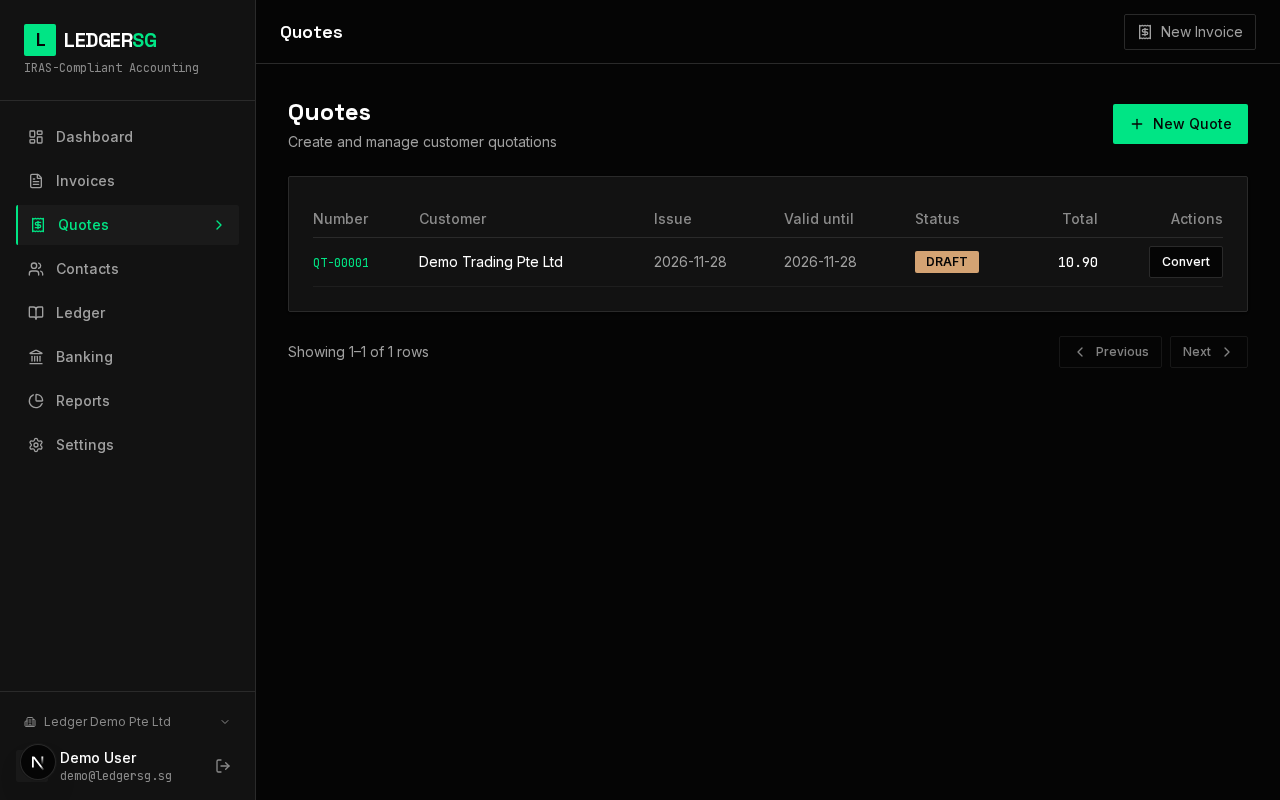 L LEDGERSG
IRAS-Compliant Accounting
Dashboard
Invoices
Quotes
Contacts
Ledger
Banking
Reports
Settings
Ledger Demo Pte Ltd
N
Demo User
demo@ledgersg.sg
Quotes
New Invoice
Quotes
Create and manage customer quotations
New Quote
Number Customer Issue Valid until Status Total Actions
QT-00001 Demo Trading Pte Ltd 2026-11-28 2026-11-28 DRAFT 10.90 Convert
Showing 1–1 of 1 rows
Previous Next